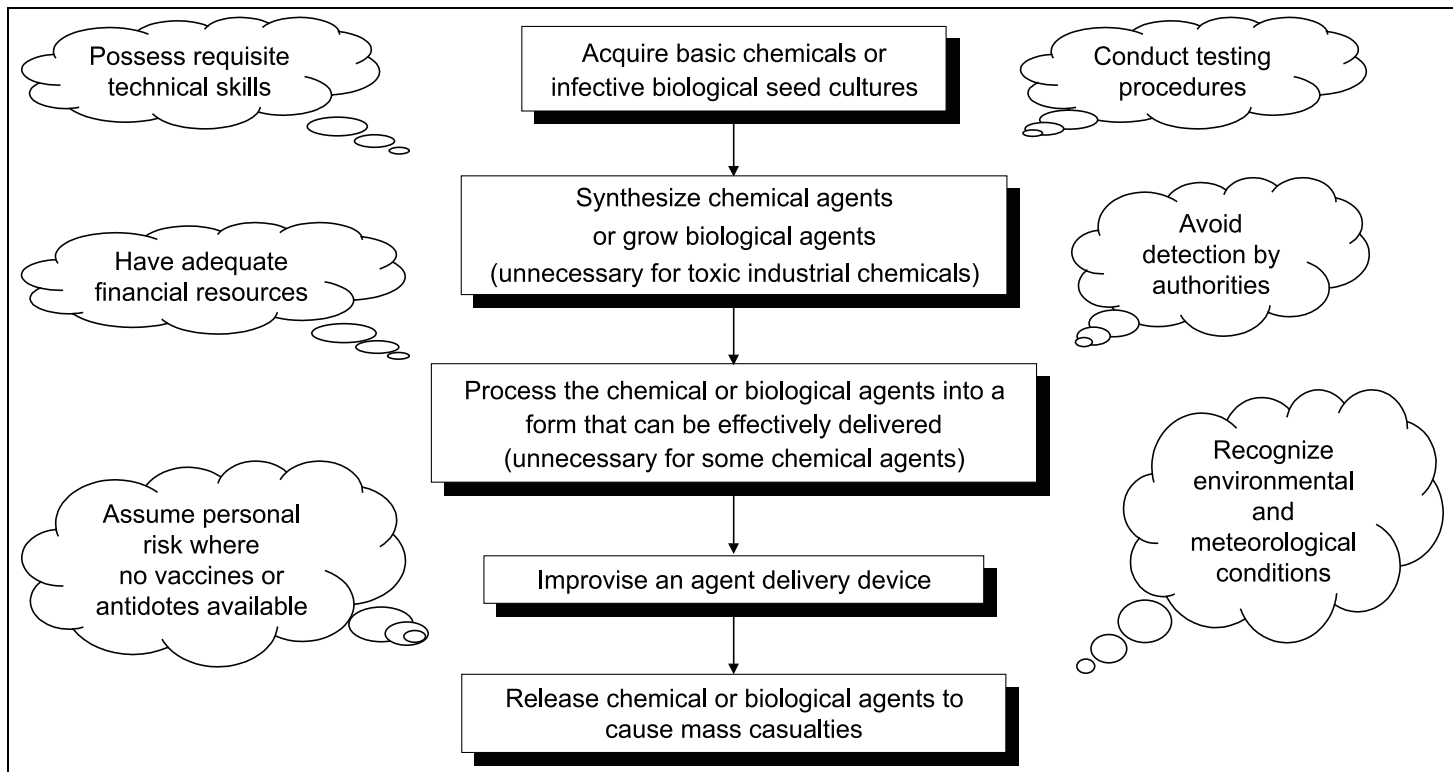 Possess requisite
technical skills
Acquire basic chemicals or
infective biological seed cultures
Conduct testing
procedures
Synthesize chemical agents
or grow biological agents
(unnecessary for toxic industrial chemicals)
Have adequate
financial resources
Avoid
detection by
authorities
Process the chemical or biological agents into a
form that can be effectively delivered
(unnecessary for some chemical agents)
Assume personal
risk where
no vaccines or
antidotes available
Recognize
environmental
and
meteorological
conditions
Improvise an agent delivery device
Release chemical or biological agents to
cause mass casualties